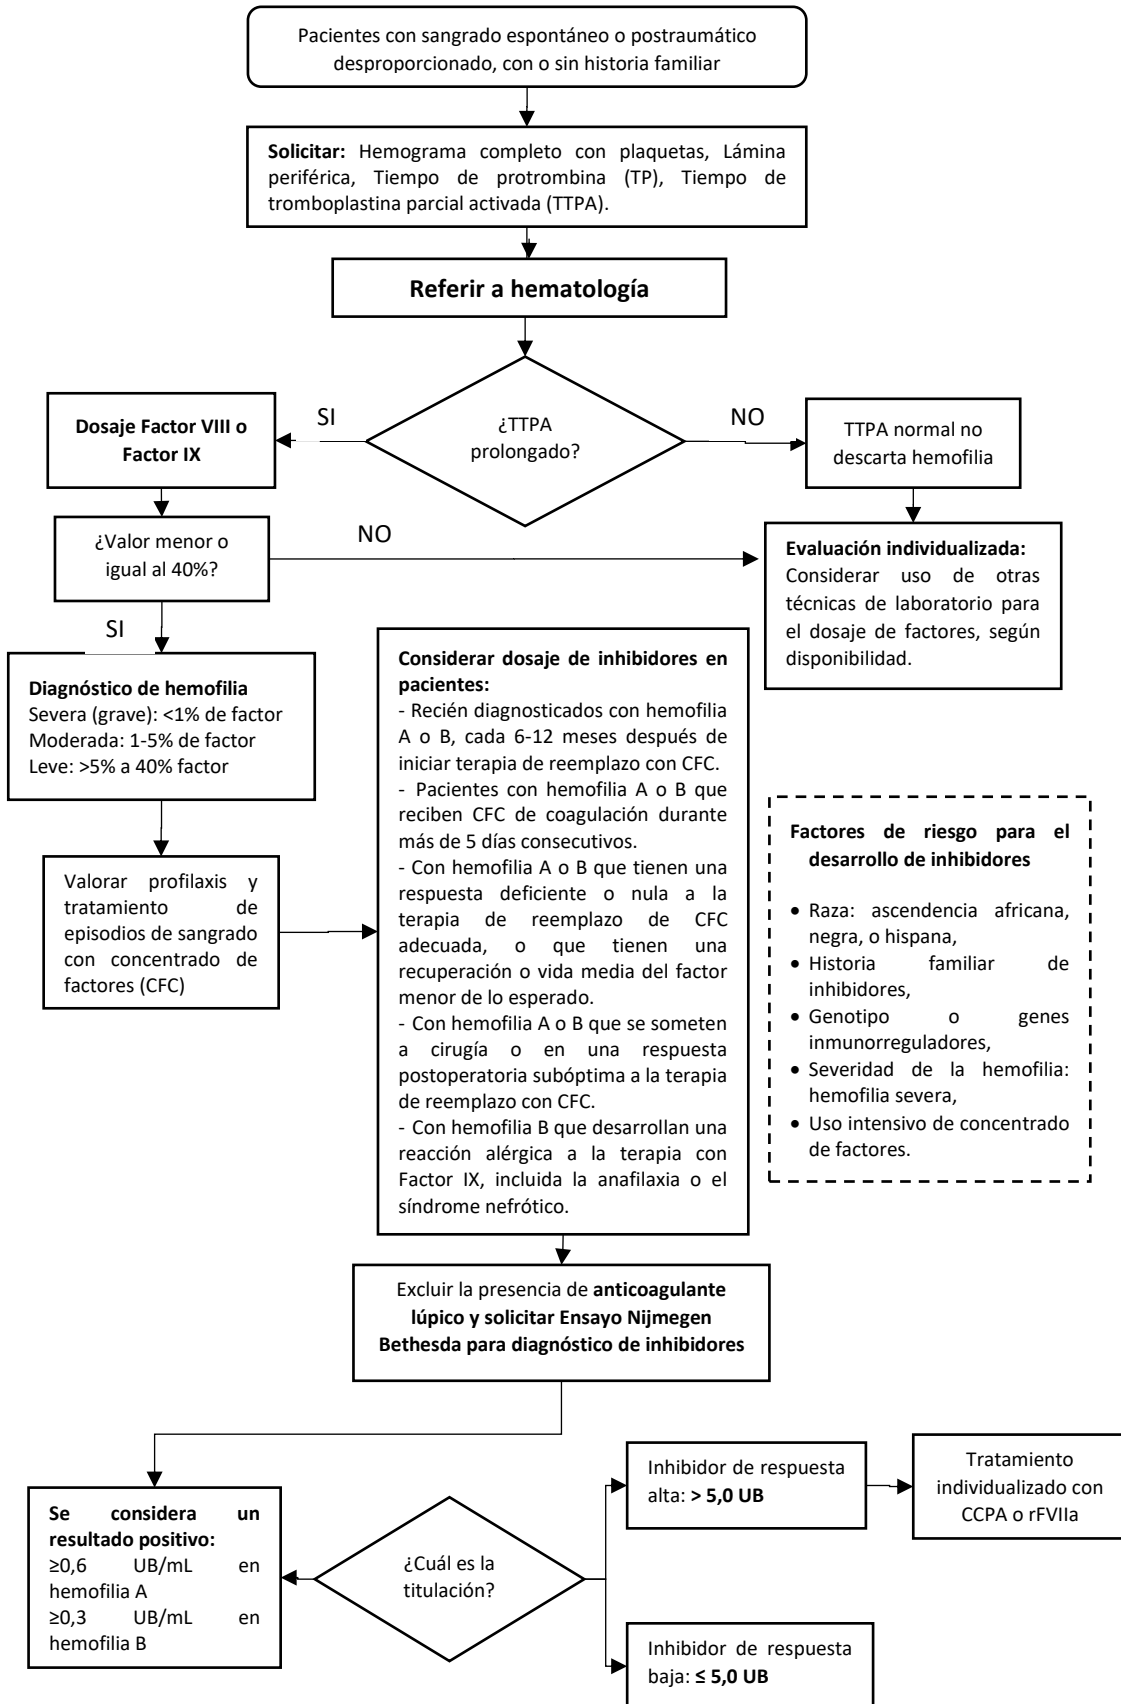 Pacientes con sangrado espontáneo o postraumático
desproporcionado, con o sin historia familiar
Solicitar: Hemograma completo con plaquetas, Lámina
periférica, Tiempo de protrombina (TP), Tiempo de
tromboplastina parcial activada (TTPA).
Referir a hematología
¿TTPA
prolongado?
SI
NO
Dosaje Factor VIII o
Factor IX
TTPA normal no
descarta hemofilia
¿Valor menor o
igual al 40%?
NO
SI
Evaluación individualizada:
Considerar uso de otras
técnicas de laboratorio para
el dosaje de factores, según
disponibilidad.
Diagnóstico de hemofilia
Severa (grave): <1% de factor
Moderada: 1-5% de factor
Leve: >5% a 40% factor
Valorar profilaxis y
tratamiento de
episodios de sangrado
con concentrado de
factores (CFC)
Considerar dosaje de inhibidores en
pacientes:
- Recién diagnosticados con hemofilia
A o B, cada 6-12 meses después de
iniciar terapia de reemplazo con CFC.
- Pacientes con hemofilia A o B que
reciben CFC de coagulación durante
más de 5 días consecutivos.
- Con hemofilia A o B que tienen una
respuesta deficiente o nula a la
terapia de reemplazo de CFC
adecuada, o que tienen una
recuperación o vida media del factor
menor de lo esperado.
- Con hemofilia A o B que se someten
a cirugía o en una respuesta
postoperatoria subóptima a la terapia
de reemplazo con CFC.
- Con hemofilia B que desarrollan una
reacción alérgica a la terapia con
Factor IX, incluida la anafilaxia o el
síndrome nefrótico.
Factores de riesgo para el
desarrollo de inhibidores
• Raza: ascendencia africana,
negra, o hispana,
• Historia familiar de
inhibidores,
• Genotipo o genes
inmunorreguladores,
• Severidad de la hemofilia:
hemofilia severa,
• Uso intensivo de concentrado
de factores.
Excluir la presencia de anticoagulante
lúpico y solicitar Ensayo Nijmegen
Bethesda para diagnóstico de inhibidores
Se considera un
resultado positivo:
≥0,6 UB/mL en
hemofilia A
≥0,3 UB/mL en
hemofilia B
¿Cuál es la
titulación?
Inhibidor de respuesta
alta: > 5,0 UB
Tratamiento
individualizado con
CCPA o rFVIIa
Inhibidor de respuesta
baja: ≤ 5,0 UB